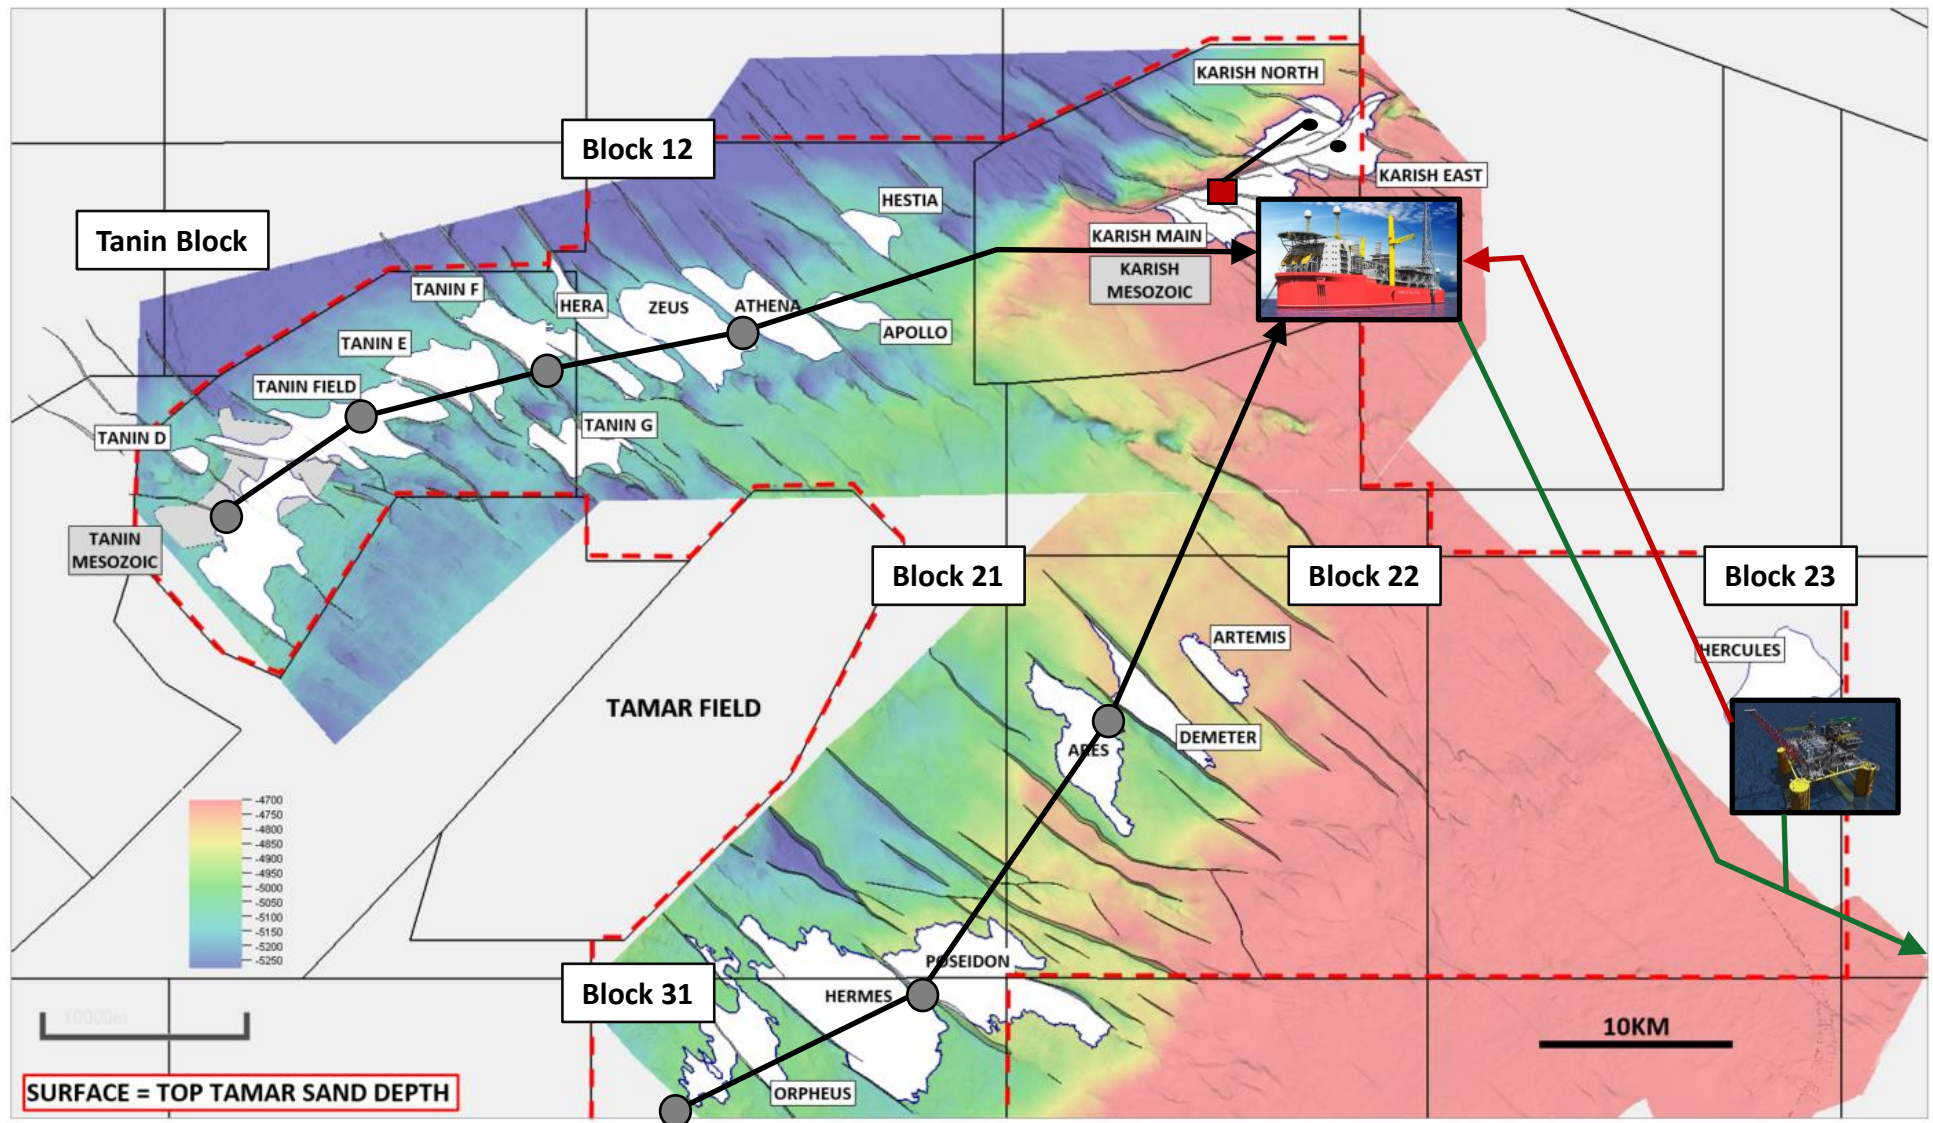 KARISH NORTH
Block 12
KARISH EAST
HESTIA
Tanin Block
KARISH MAIN
KARISH
MESOZOIC
TANIN F
HERA
ZEUS
ATHENA
APOLLO
TANIN E
TANIN FIELD
TANIN G
TANIN D
TANIN
MESOZOIC
Block 21
Block 22
Block 23
ARTEMIS
HERCULES
TAMAR FIELD
DEMETER
ARES
-4700
-4750
-4800
-4850
-4900
-4950
-5000
-5050
-5100
-5150
-5200
-5250
POSEIDON
Block 31
HERMES
10000m
10KM
SURFACE = TOP TAMAR SAND DEPTH
ORPHEUS